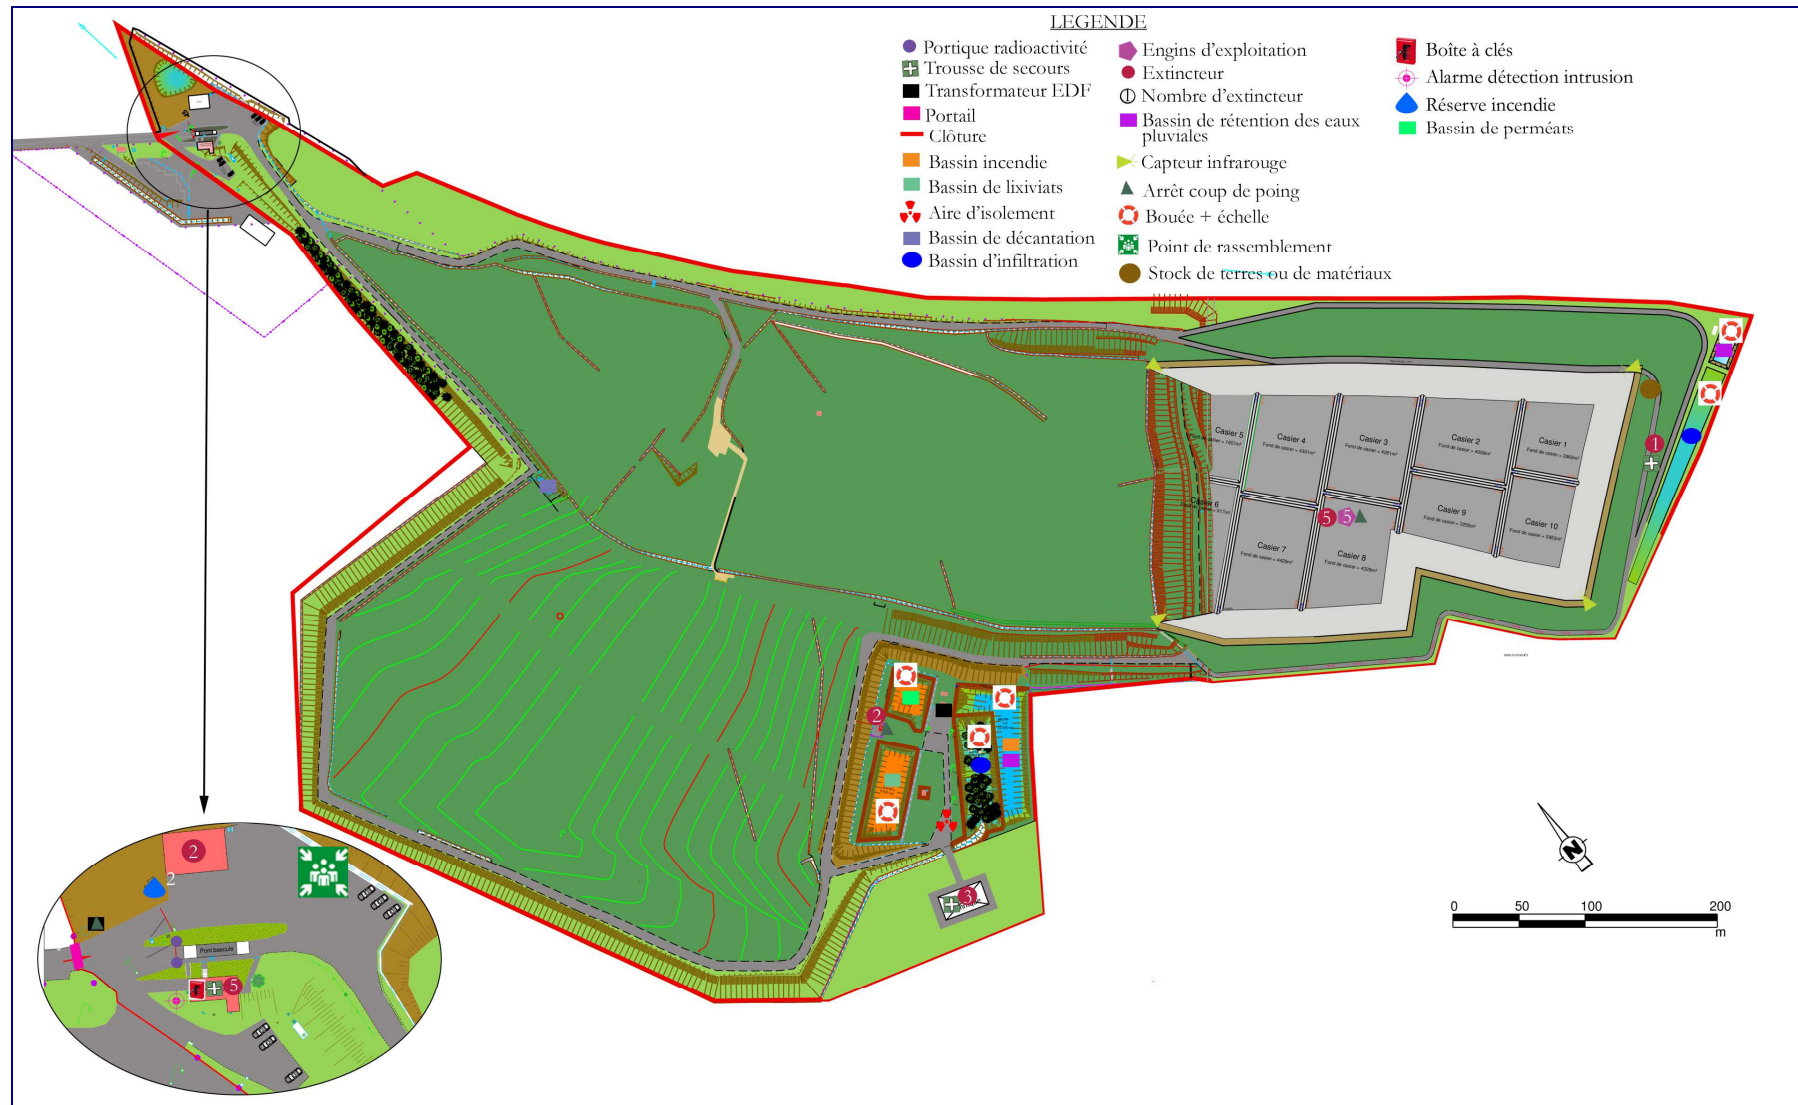 LEGENDE
Portique radioactivité
Trousse de secours
Transformateur EDF
Portail
Clôture
Bassin incendie
Bassin de lixiviats
Aire d'isolement
Bassin de décantation
Bassin d'infiltration
Engins d'exploitation
Extincteur
Nombre d'extincteur
Bassin de rétention des eaux
pluviales
Capteur infrarouge
Arrêt coup de poing
Bouée + échelle
Point de rassemblement
Stock de terres ou de matériaux
Boîte à clés
Alarme détection intrusion
Réserve incendie
Bassin de perméats
Casier 5
Casier 4
Casier 3
Casier 2
Casier 1
Casier 6
Casier 7
Casier 8
Casier 9
Casier 10
1
5
5
2
3
2
2
Pont bascule
5
N
0 50 100 200
m